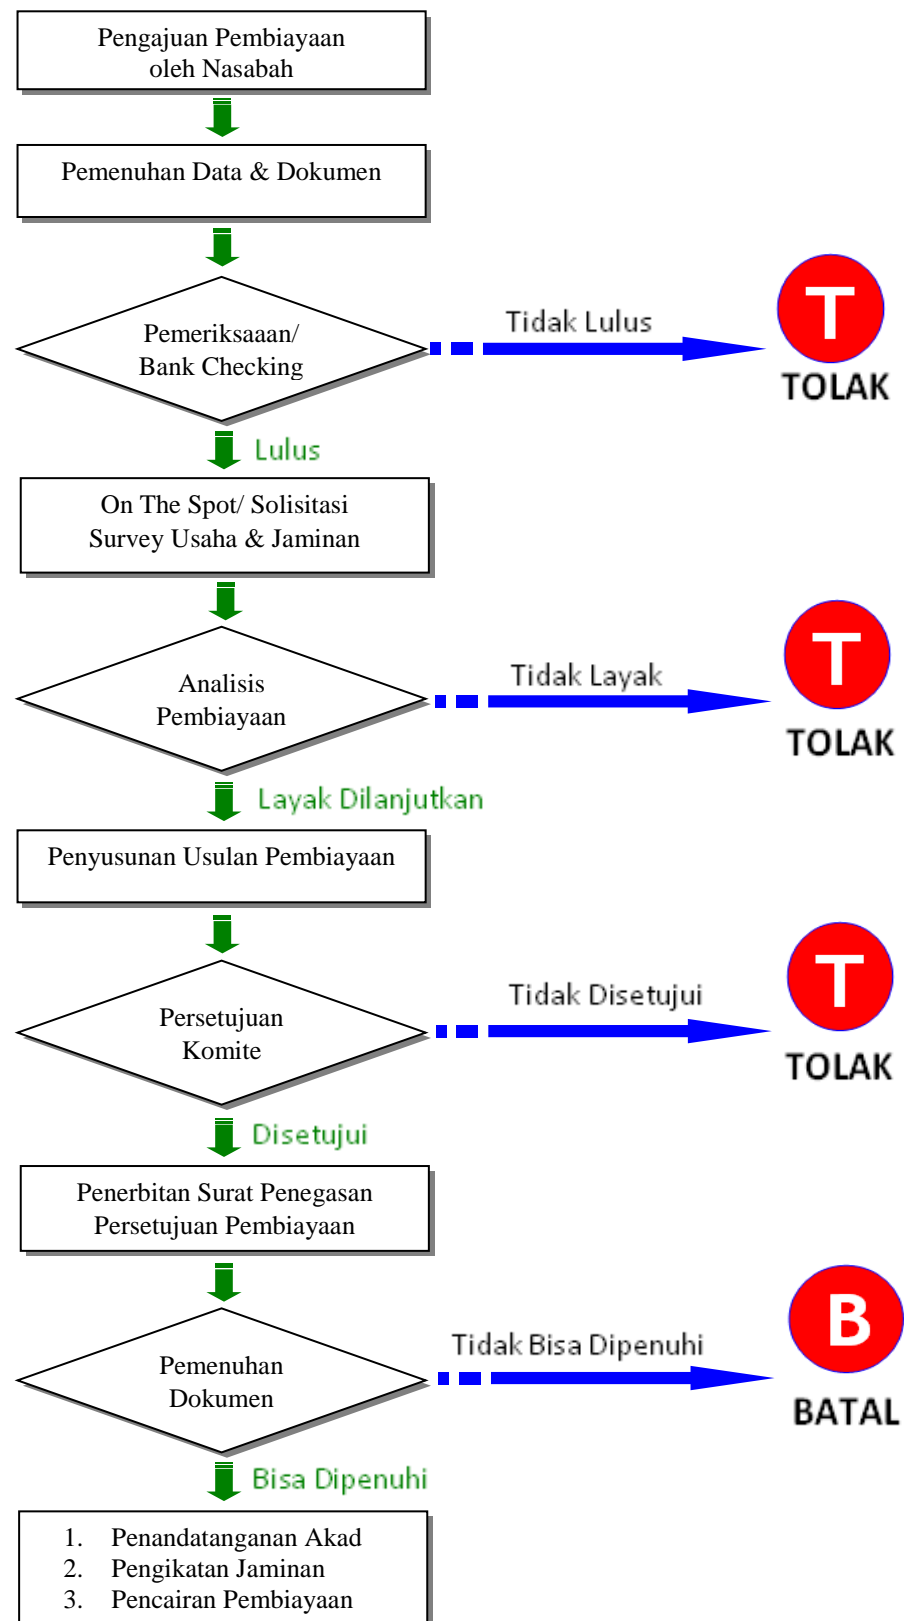 Pengajuan Pembiayaan
oleh Nasabah
Pemenuhan Data & Dokumen
Pemeriksaaan/
Bank Checking
Tidak Lulus
T
TOLAK
Lulus
On The Spot/ Solisitasi
Survey Usaha & Jaminan
Analisis
Pembiayaan
Tidak Layak
T
TOLAK
Layak Dilanjutkan
Penyusunan Usulan Pembiayaan
Persetujuan
Komite
Tidak Disetujui
T
TOLAK
Disetujui
Penerbitan Surat Penegasan
Persetujuan Pembiayaan
Pemenuhan
Dokumen
Tidak Bisa Dipenuhi
B
BATAL
Bisa Dipenuhi
1. Penandatanganan Akad
2. Pengikatan Jaminan
3. Pencairan Pembiayaan